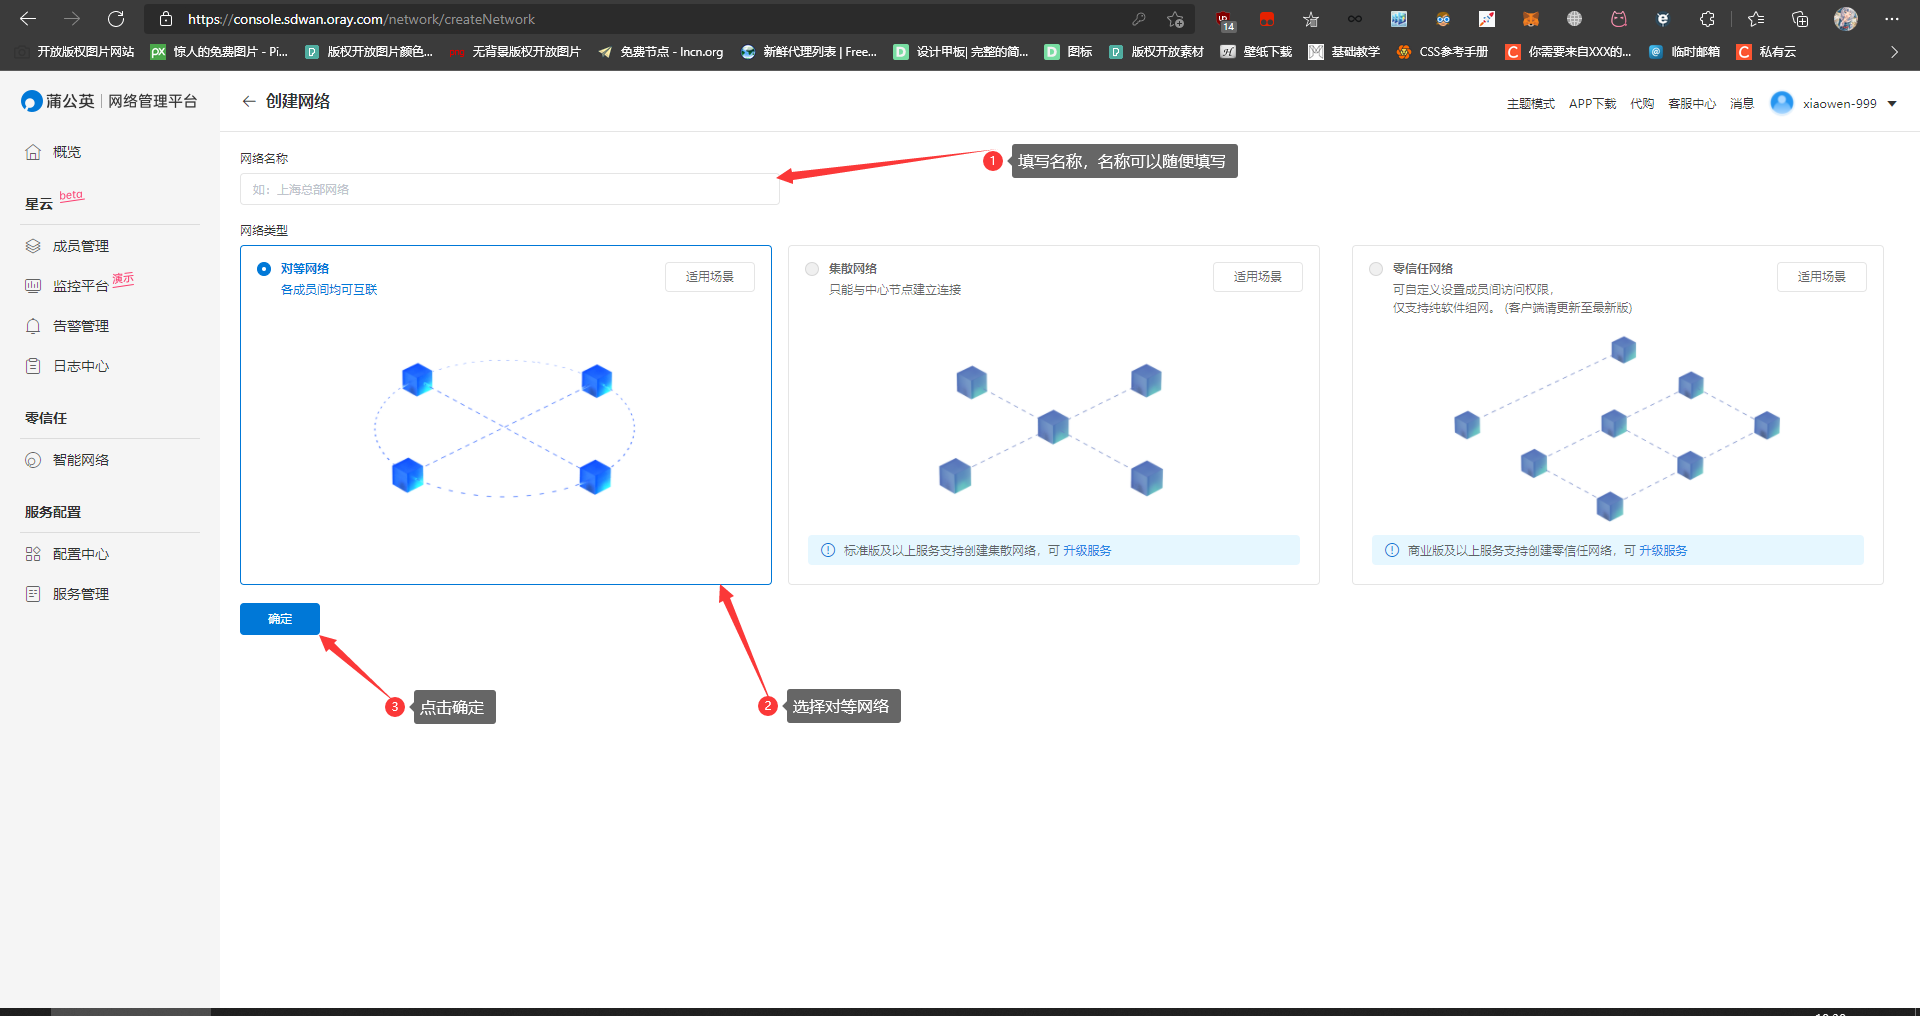 https://console.sdwan.oray.com/network/createNetwork
14
开放版权图片网站
惊人的免费图片 - Pi...
版权开放图片颜色...
无背景版权开放图片
免费节点 - lncn.org
新鲜代理列表 | Free...
设计甲板| 完整的简...
图标
版权开放素材
壁纸下载
基础教学
CSS参考手册
你需要来自XXX的...
临时邮箱
私有云
蒲公英 | 网络管理平台
创建网络
主题模式
APP下载
代购
客服中心
消息
xiaowen-999
概览
星云 beta
成员管理
监控平台 演示
告警管理
日志中心
零信任
智能网络
服务配置
配置中心
服务管理
网络名称
如：上海总部网络
1
填写名称，名称可以随便填写
网络类型
对等网络
各成员间均可互联
适用场景
集散网络
只能与中心节点建立连接
适用场景
标准版及以上服务支持创建集散网络，可 升级服务
零信任网络
可自定义设置成员间访问权限，
仅支持纯软件组网。 (客户端请更新至最新版)
适用场景
商业版及以上服务支持创建零信任网络，可 升级服务
确定
3
点击确定
2
选择对等网络